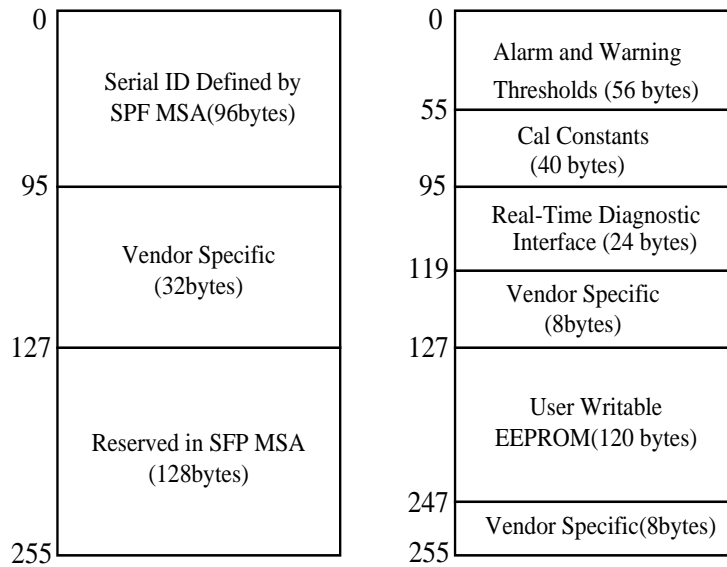 0
Serial ID Defined by
SPF MSA(96bytes)
95
Vendor Specific
(32bytes)
127
Reserved in SFP MSA
(128bytes)
255
0
Alarm and Warning
Thresholds (56 bytes)
55
Cal Constants
(40 bytes)
95
Real-Time Diagnostic
Interface (24 bytes)
119
Vendor Specific
(8bytes)
127
User Writable
EEPROM(120 bytes)
247
Vendor Specific(8bytes)
255